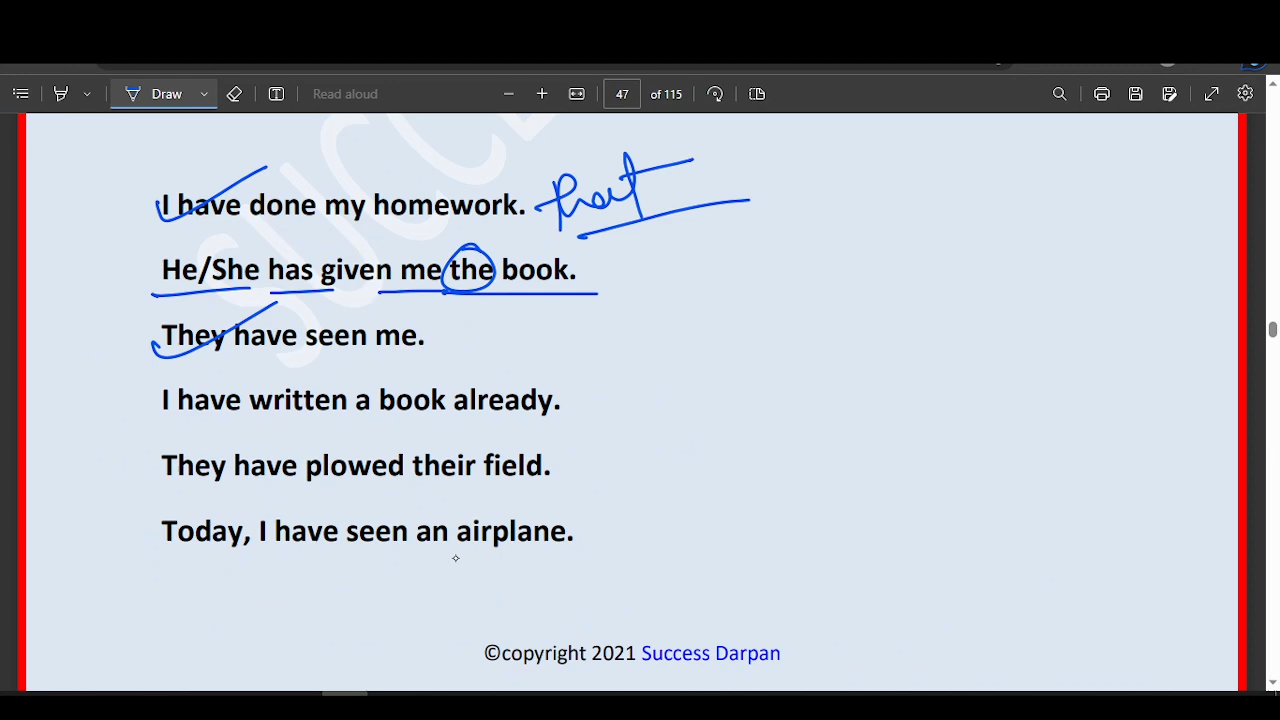 Draw
Read aloud
47 of 115
SUCCE
I have done my homework. that
He/She has given me the book.
They have seen me.
I have written a book already.
They have plowed their field.
Today, I have seen an airplane.
©copyright 2021 Success Darpan